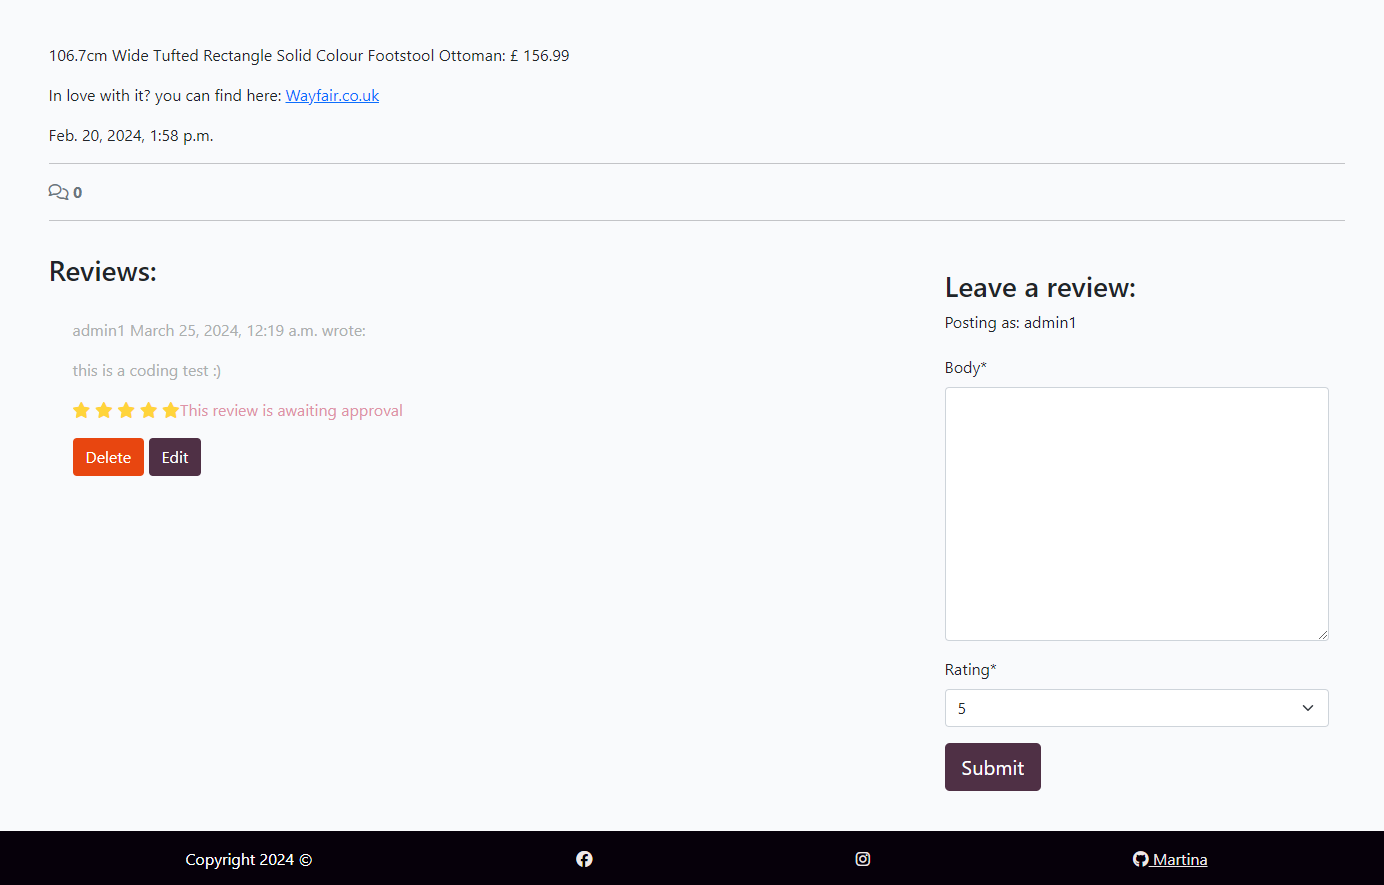 106.7cm Wide Tufted Rectangle Solid Colour Footstool Ottoman: £ 156.99
In love with it? you can find here: Wayfair.co.uk
Feb. 20, 2024, 1:58 p.m.
0
Reviews:
admin1 March 25, 2024, 12:19 a.m. wrote:
this is a coding test :)
This review is awaiting approval
Delete Edit
Leave a review:
Posting as: admin1
Body*
Rating*
5
Submit
Copyright 2024 © Martina